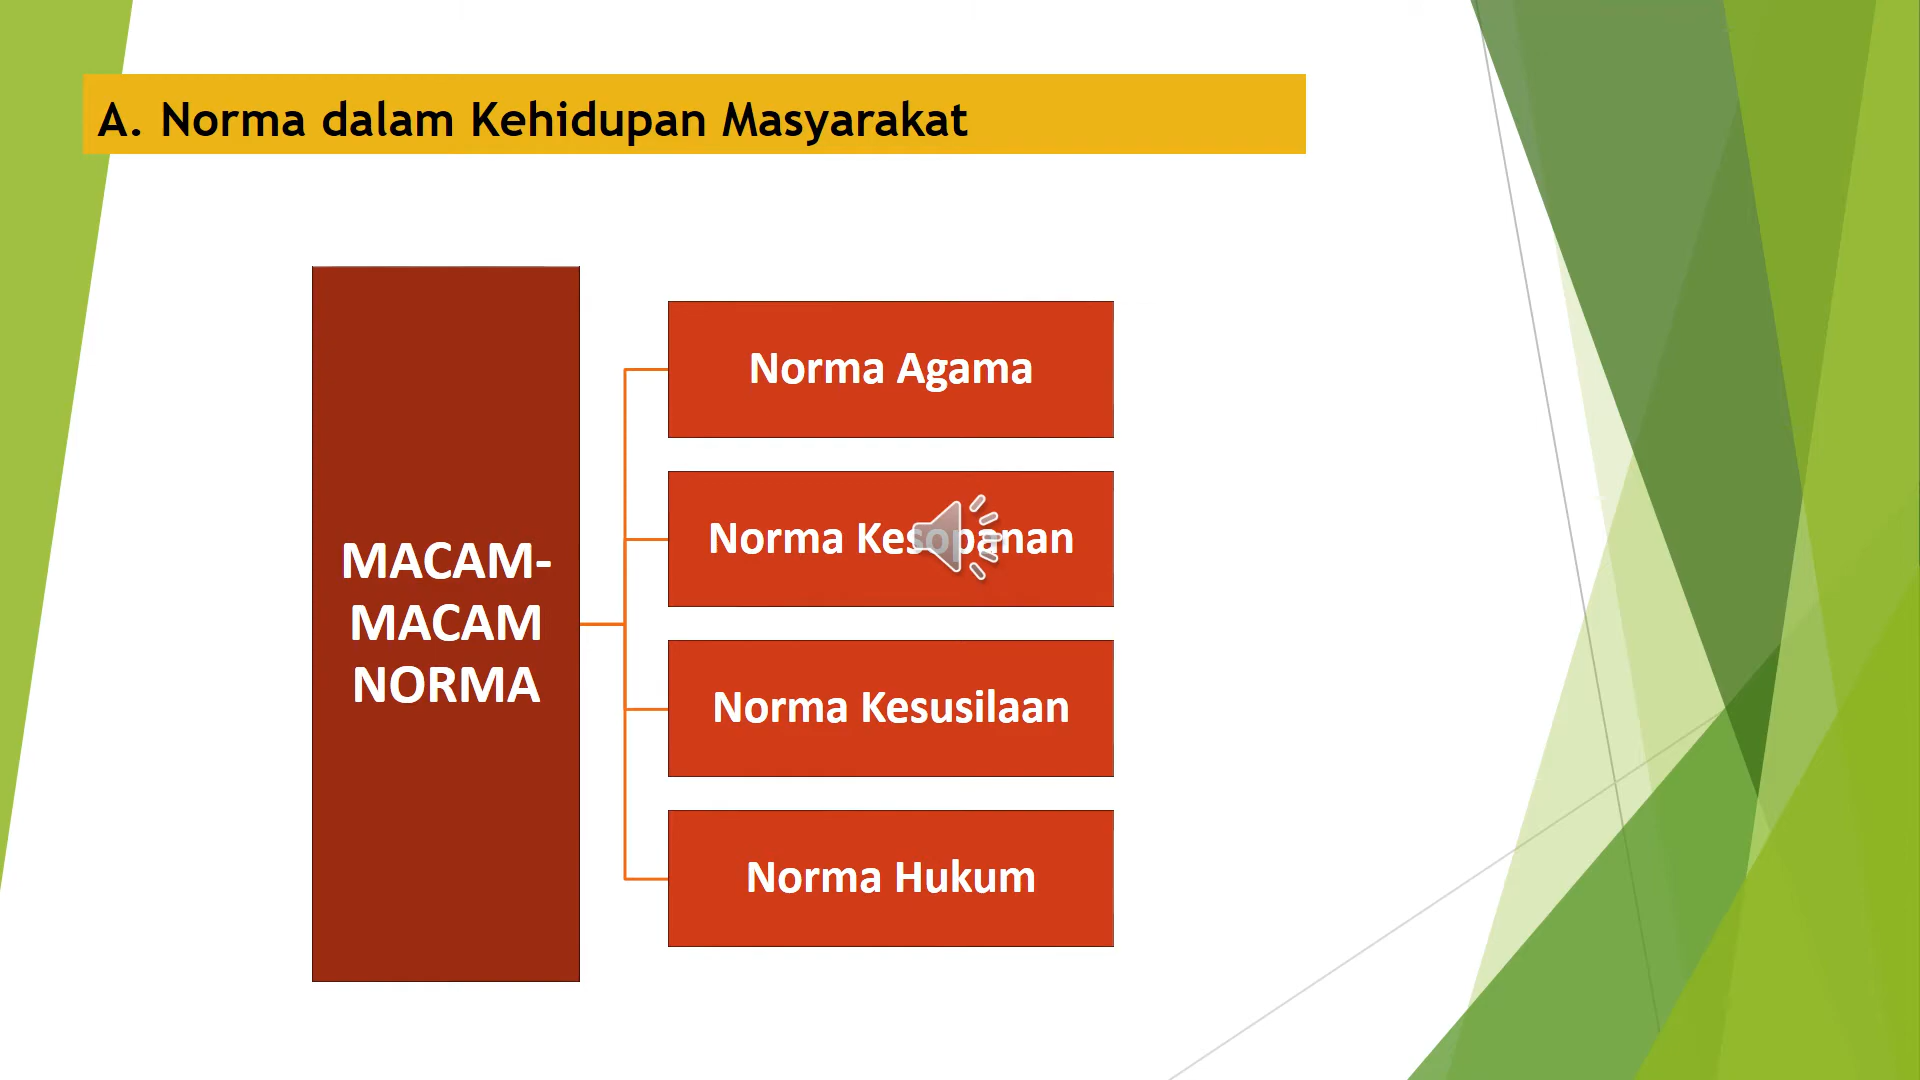 A. Norma dalam Kehidupan Masyarakat
MACAM-
MACAM
NORMA
Norma Agama
Norma Kesopanan
Norma Kesusilaan
Norma Hukum